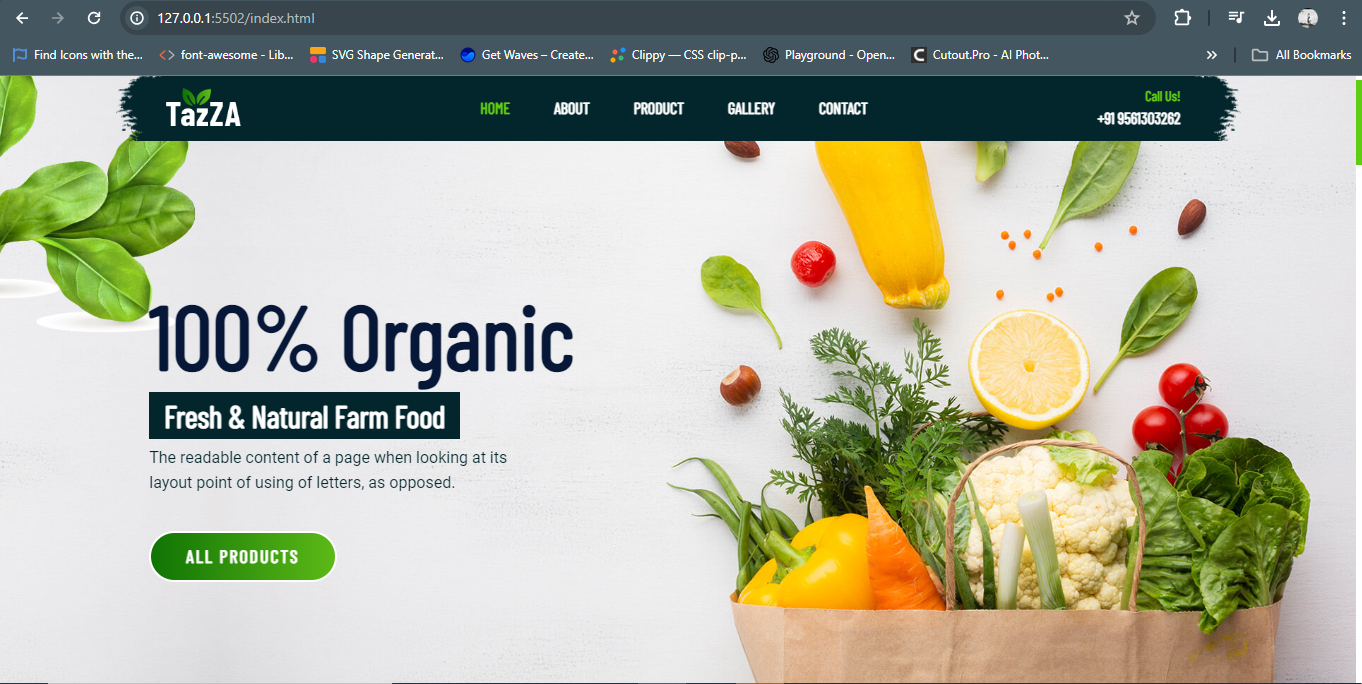 127.0.0.1:5502/index.html
Find Icons with the...
font-awesome - Lib...
SVG Shape Generat...
Get Waves – Create...
Clippy — CSS clip-p...
Playground - Open...
Cutout.Pro - AI Phot...
All Bookmarks
TazZA
HOME
ABOUT
PRODUCT
GALLERY
CONTACT
Call Us!
+91 9561303262
100% Organic
Fresh & Natural Farm Food
The readable content of a page when looking at its
layout point of using of letters, as opposed.
ALL PRODUCTS